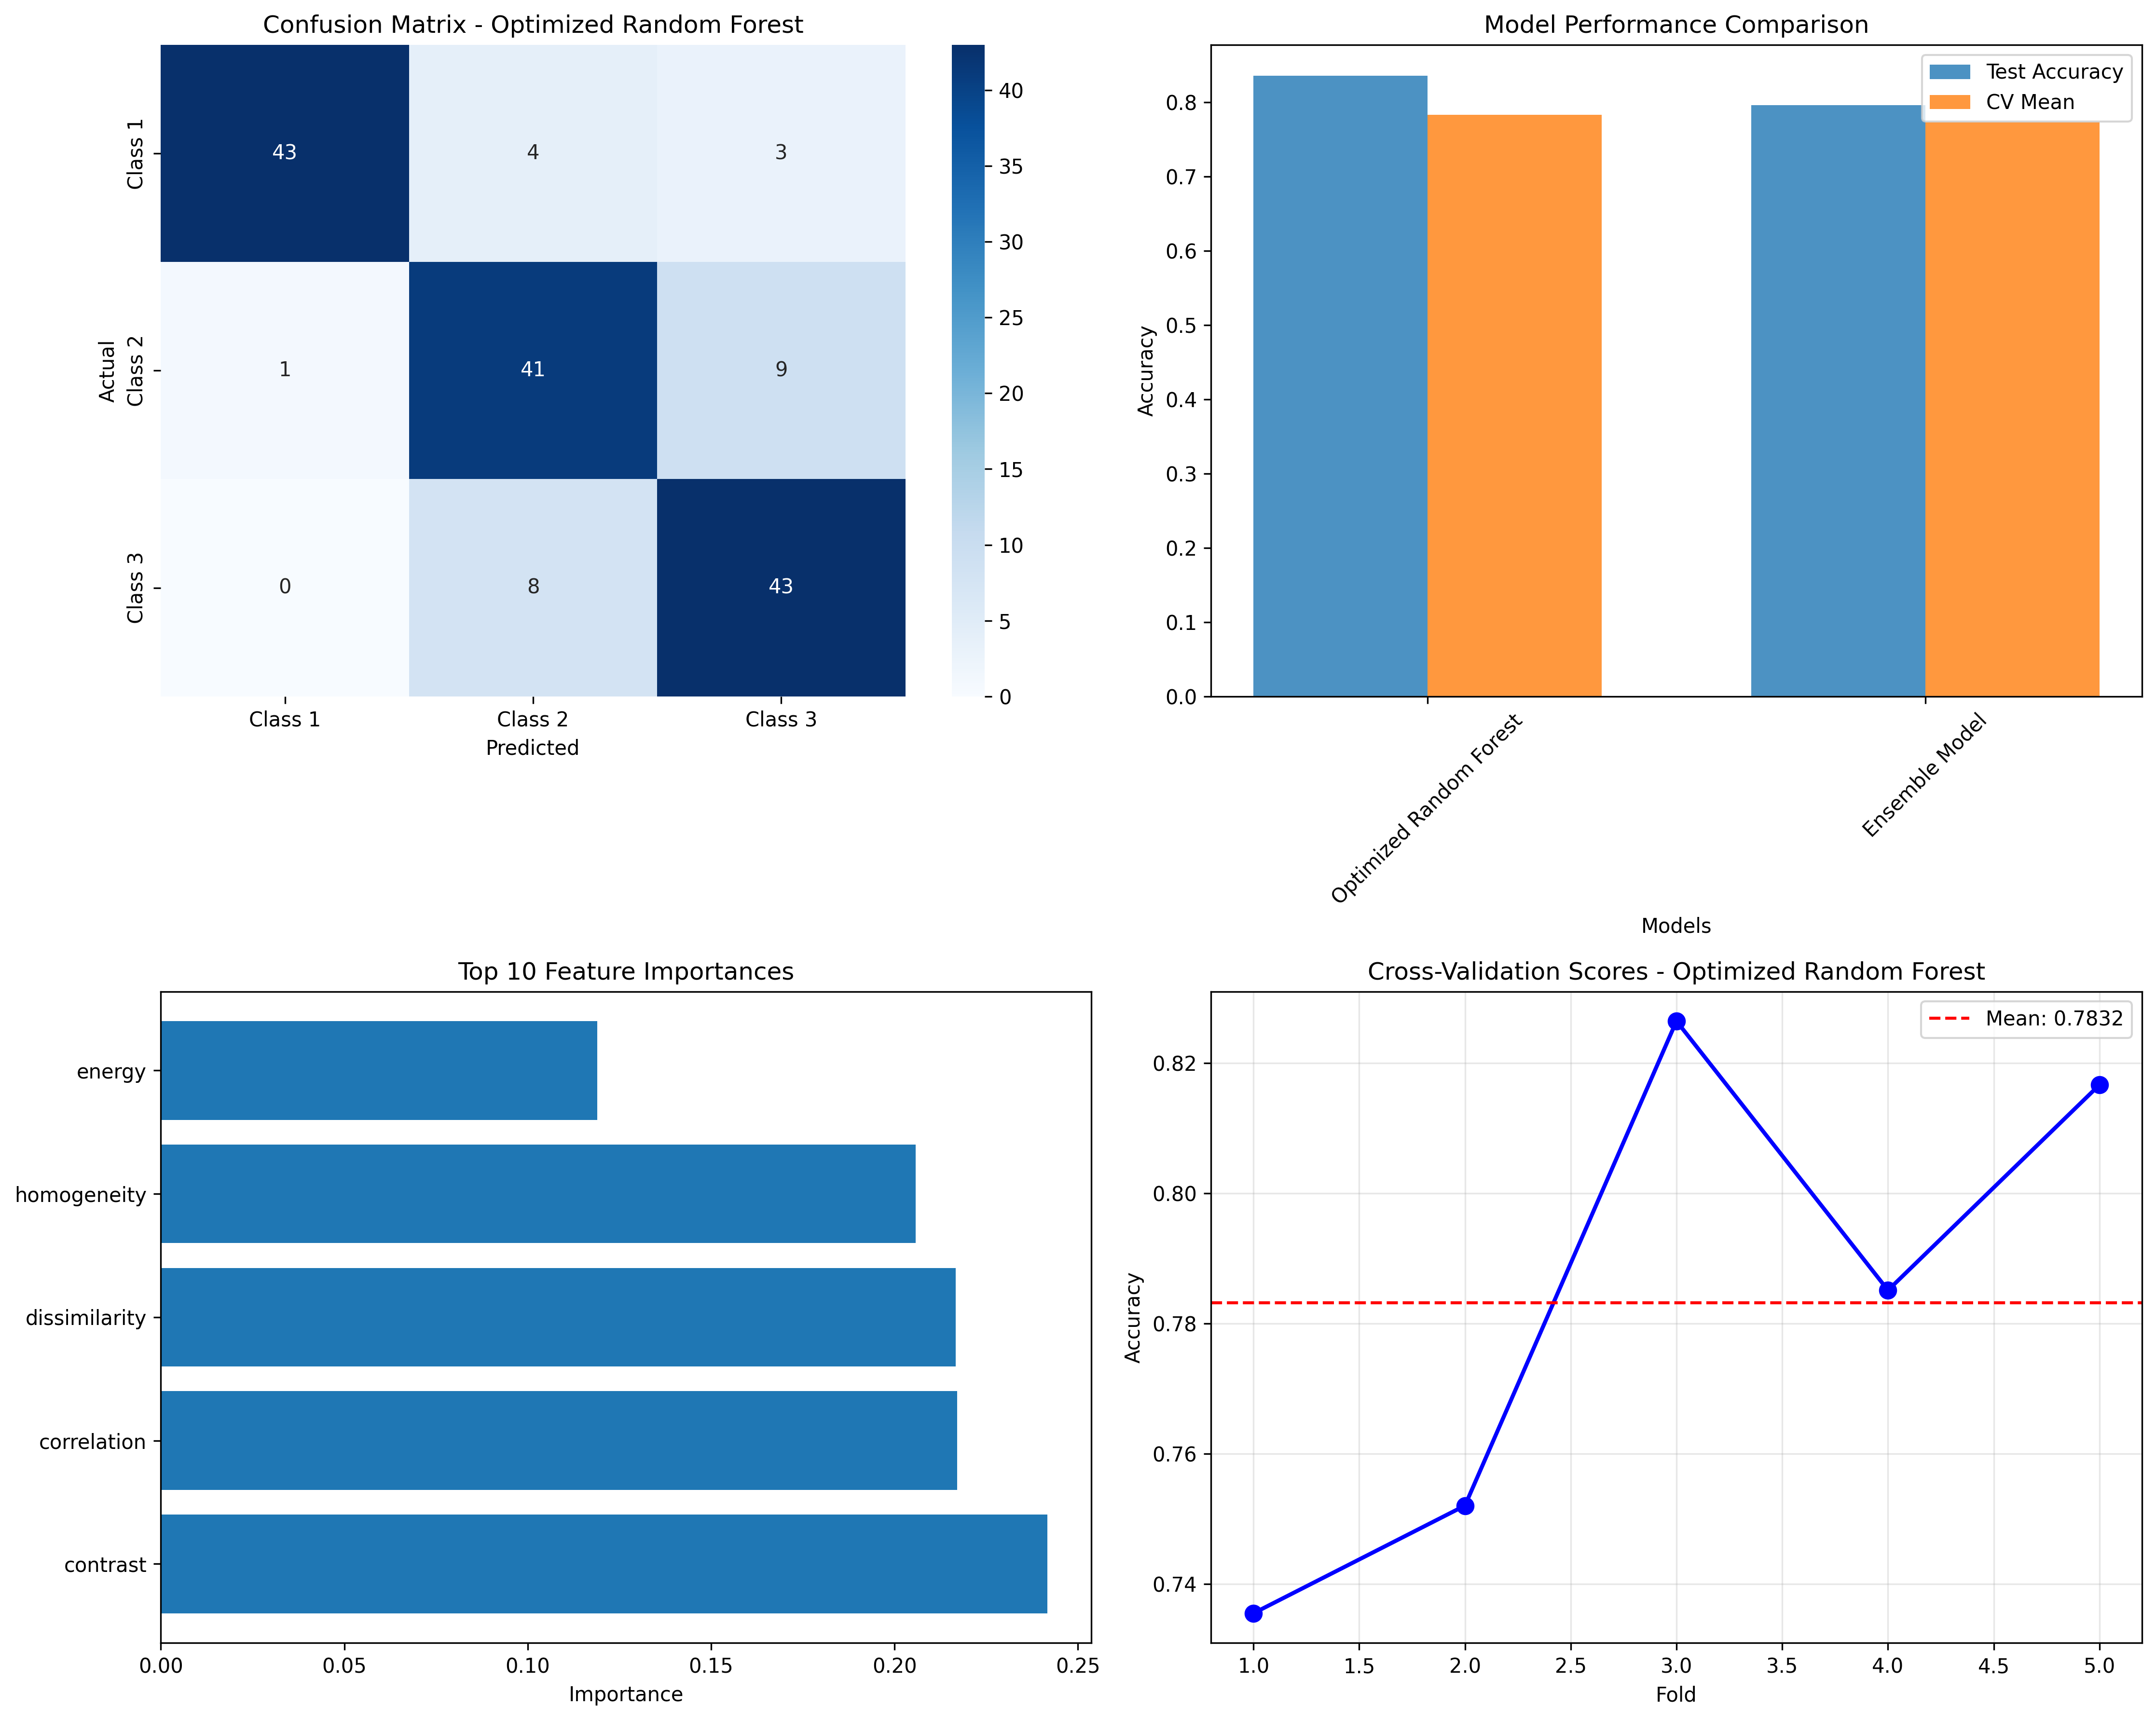 Confusion Matrix - Optimized Random Forest
43 4 3
1 41 9
0 8 43
Class 1
Class 2
Class 3
Actual
Class 1 Class 2 Class 3
Predicted
40
35
30
25
20
15
10
5
0
Model Performance Comparison
Test Accuracy
CV Mean
0.8
0.7
0.6
0.5
0.4
0.3
0.2
0.1
0.0
Accuracy
Optimized Random Forest
Ensemble Model
Models
Top 10 Feature Importances
energy
homogeneity
dissimilarity
correlation
contrast
0.00 0.05 0.10 0.15 0.20 0.25
Importance
Cross-Validation Scores - Optimized Random Forest
Mean: 0.7832
0.82
0.80
0.78
0.76
0.74
Accuracy
1.0 1.5 2.0 2.5 3.0 3.5 4.0 4.5 5.0
Fold